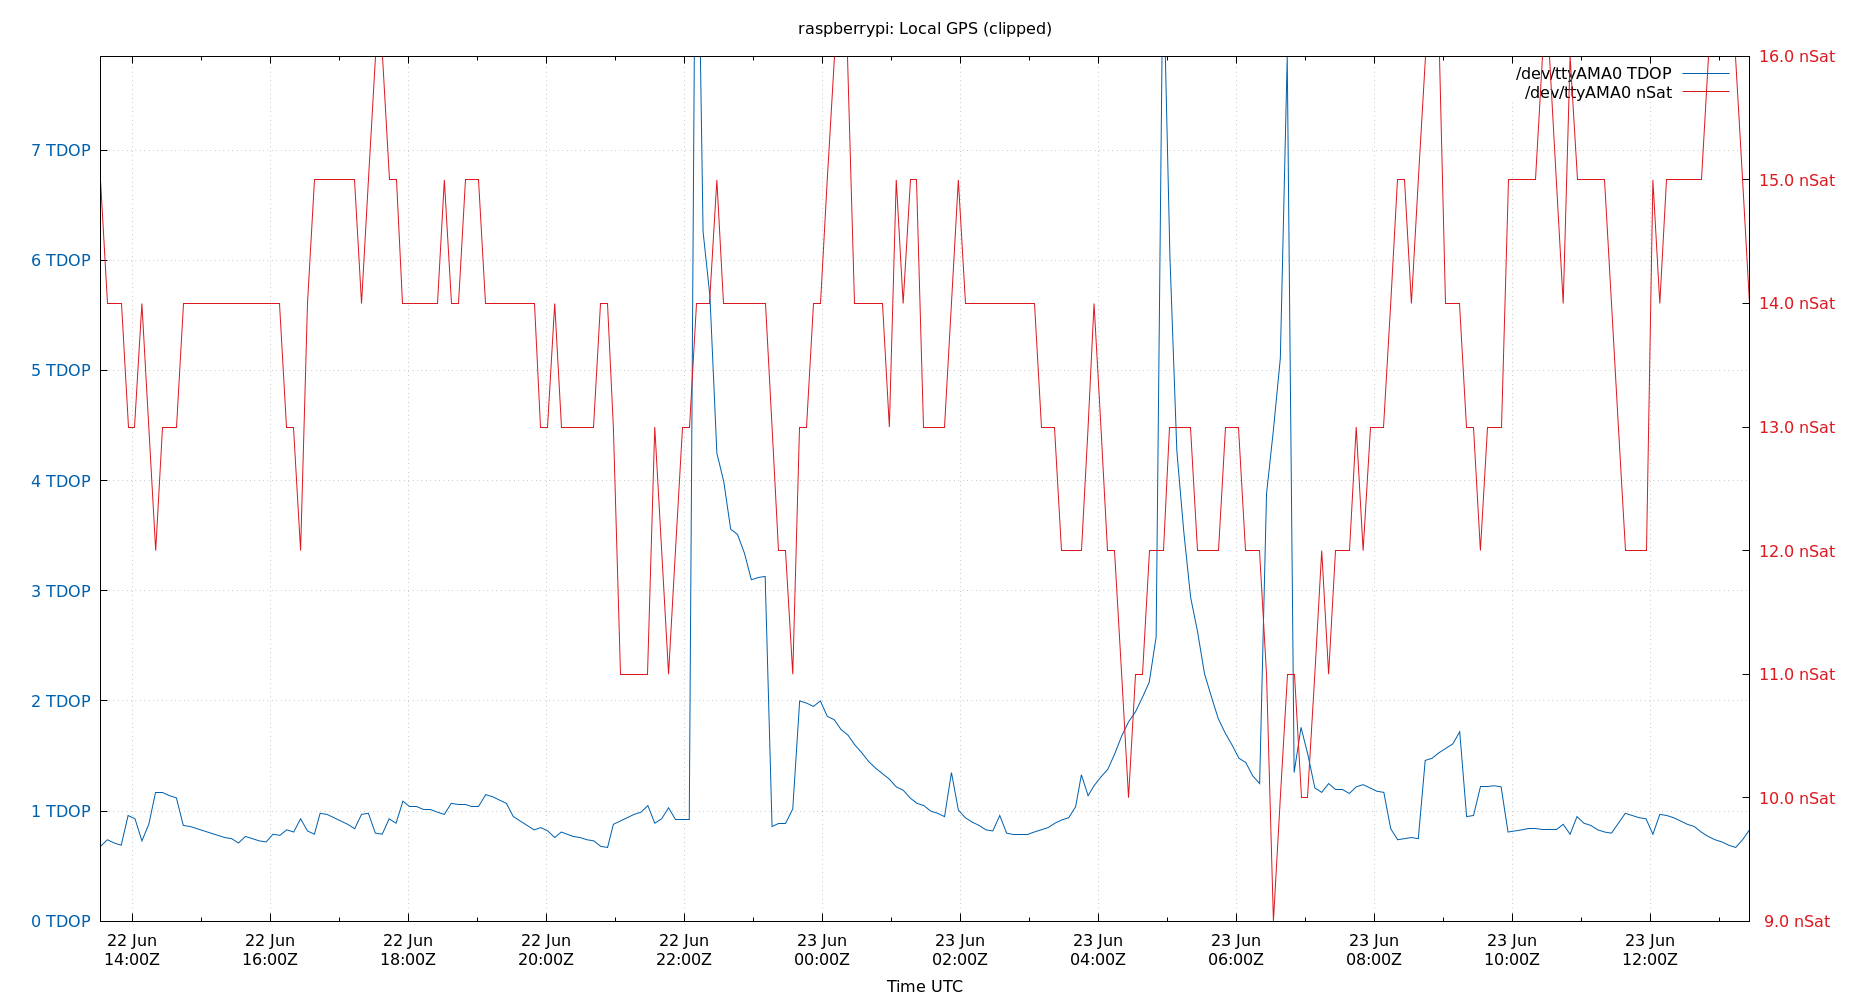 raspberrypi: Local GPS (clipped)
16.0 nSat
/dev/ttyAMA0 TDOP
/dev/ttyAMA0 nSat
7 TDOP
15.0 nSat
6 TDOP
14.0 nSat
5 TDOP
13.0 nSat
4 TDOP
12.0 nSat
3 TDOP
11.0 nSat
2 TDOP
10.0 nSat
1 TDOP
0 TDOP
9.0 nSat
22 Jun 22 Jun 22 Jun 22 Jun 22 Jun 23 Jun 23 Jun 23 Jun 23 Jun 23 Jun 23 Jun 23 Jun
14:00Z 16:00Z 18:00Z 20:00Z 22:00Z 00:00Z 02:00Z 04:00Z 06:00Z 08:00Z 10:00Z 12:00Z
Time UTC